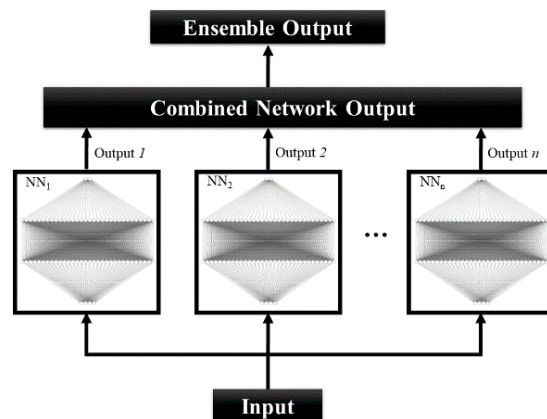 Ensemble Output
Combined Network Output
Output 1
Output 2
Output n
NN1
NN2
NNn
...
Input